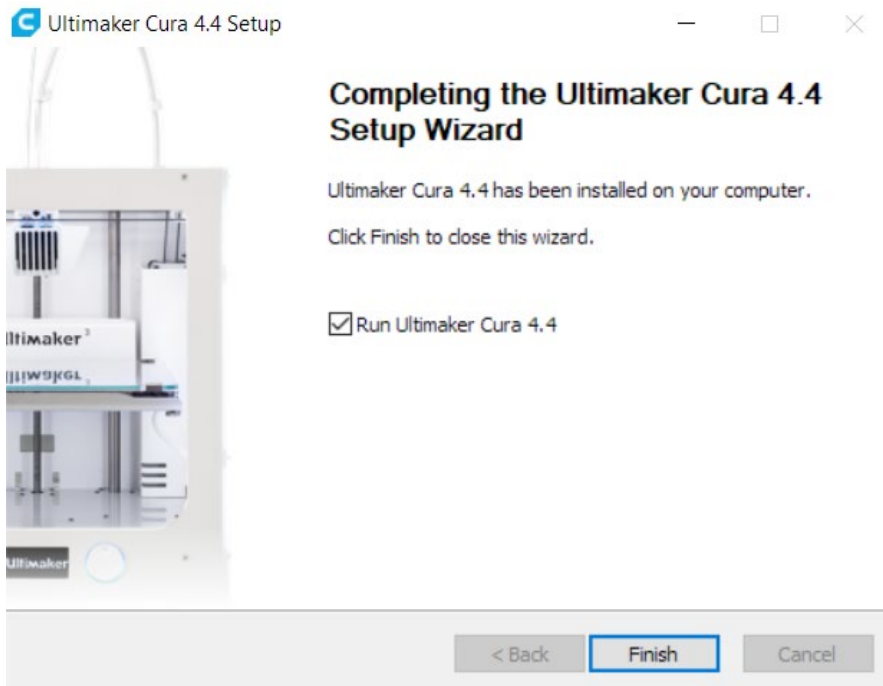 Ultimaker Cura 4.4 Setup
Completing the Ultimaker Cura 4.4
Setup Wizard
Ultimaker Cura 4.4 has been installed on your computer.
Click Finish to close this wizard.
Run Ultimaker Cura 4.4
ltimaker³
Ultimaker
< Back
Finish
Cancel